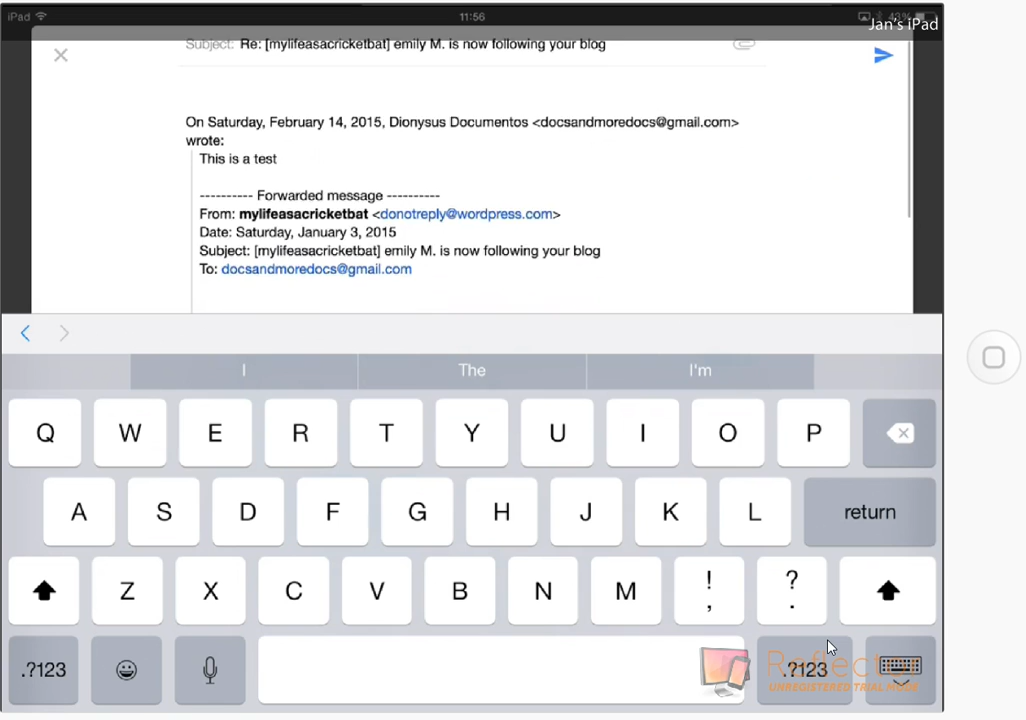 iPad 11:56 43%
Jan's iPad
Subject: Re: [mylifeasacricketbat] emily M. is now following your blog
On Saturday, February 14, 2015, Dionysus Documentos <docsandmoredocs@gmail.com>
wrote:
This is a test
---------- Forwarded message ----------
From: mylifeasacricketbat <donotreply@wordpress.com>
Date: Saturday, January 3, 2015
Subject: [mylifeasacricketbat] emily M. is now following your blog
To: docsandmoredocs@gmail.com
I The I'm
Q W E R T Y U I O P
A S D F G H J K L return
Z X C V B N M ! , ? .
.?123 .?123
Reflector
UNREGISTERED TRIAL MODE